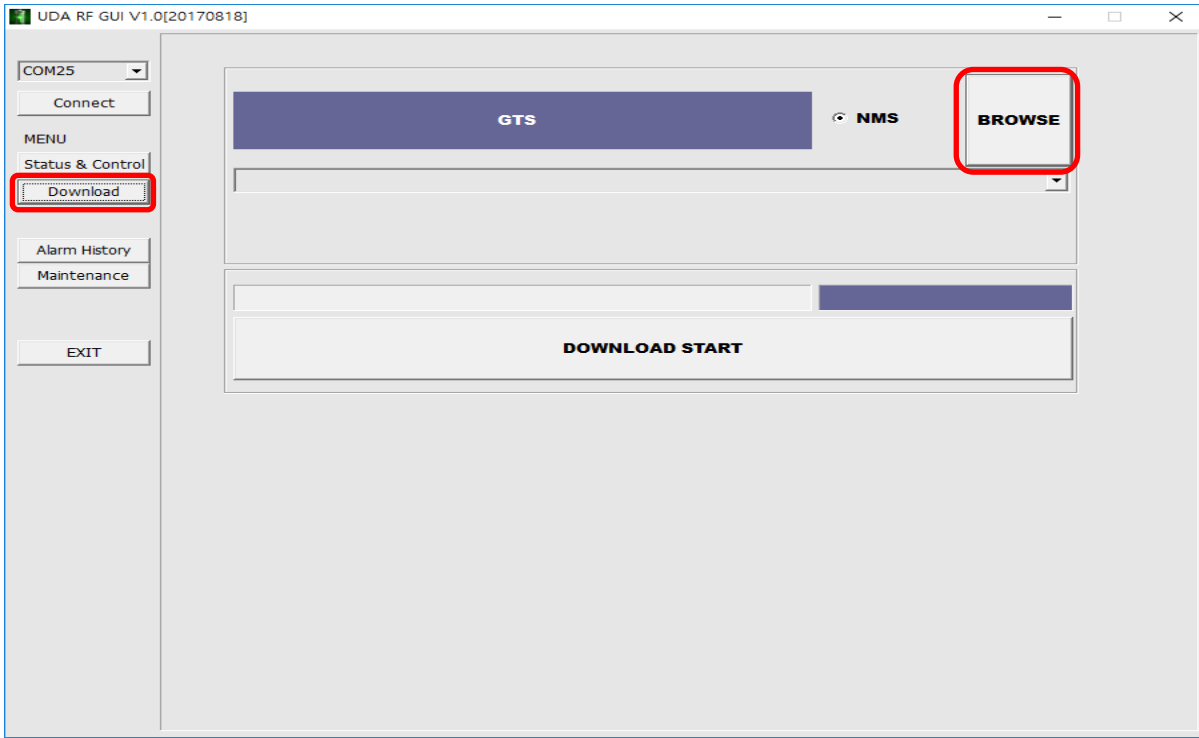 UDA RF GUI V1.0[20170818]
COM25
Connect
MENU
Status & Control
Download
Alarm History
Maintenance
EXIT
GTS
NMS
BROWSE
DOWNLOAD START